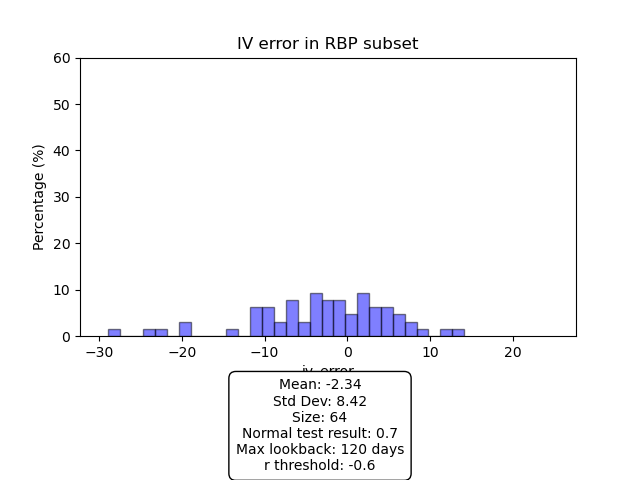 IV error in RBP subset
Percentage (%)
60
50
40
30
20
10
0
−30
−20
−10
0
10
20
iv_error
Mean: -2.34
Std Dev: 8.42
Size: 64
Normal test result: 0.7
Max lookback: 120 days
r threshold: -0.6